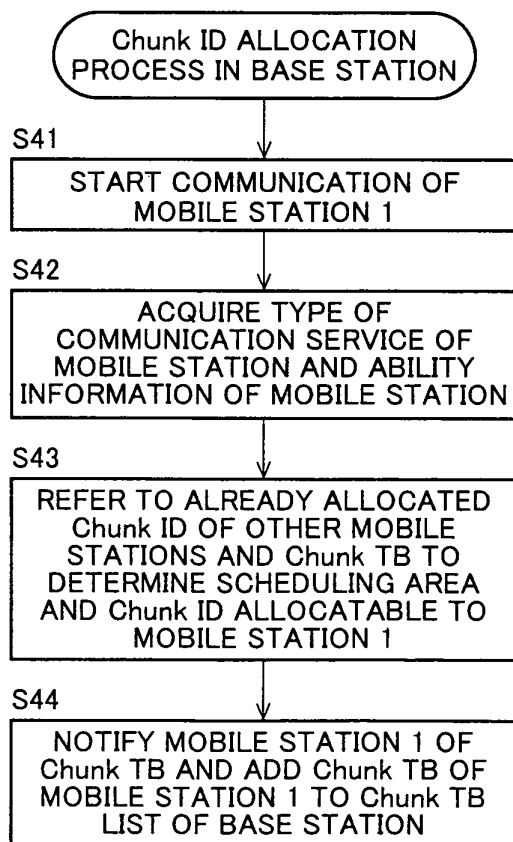 Chunk ID ALLOCATION
PROCESS IN BASE STATION
S41
START COMMUNICATION OF
MOBILE STATION 1
S42
ACQUIRE TYPE OF
COMMUNICATION SERVICE OF
MOBILE STATION AND ABILITY
INFORMATION OF MOBILE STATION
S43
REFER TO ALREADY ALLOCATED
Chunk ID OF OTHER MOBILE
STATIONS AND Chunk TB TO
DETERMINE SCHEDULING AREA
AND Chunk ID ALLOCATABLE TO
MOBILE STATION 1
S44
NOTIFY MOBILE STATION 1 OF
Chunk TB AND ADD Chunk TB OF
MOBILE STATION 1 TO Chunk TB
LIST OF BASE STATION